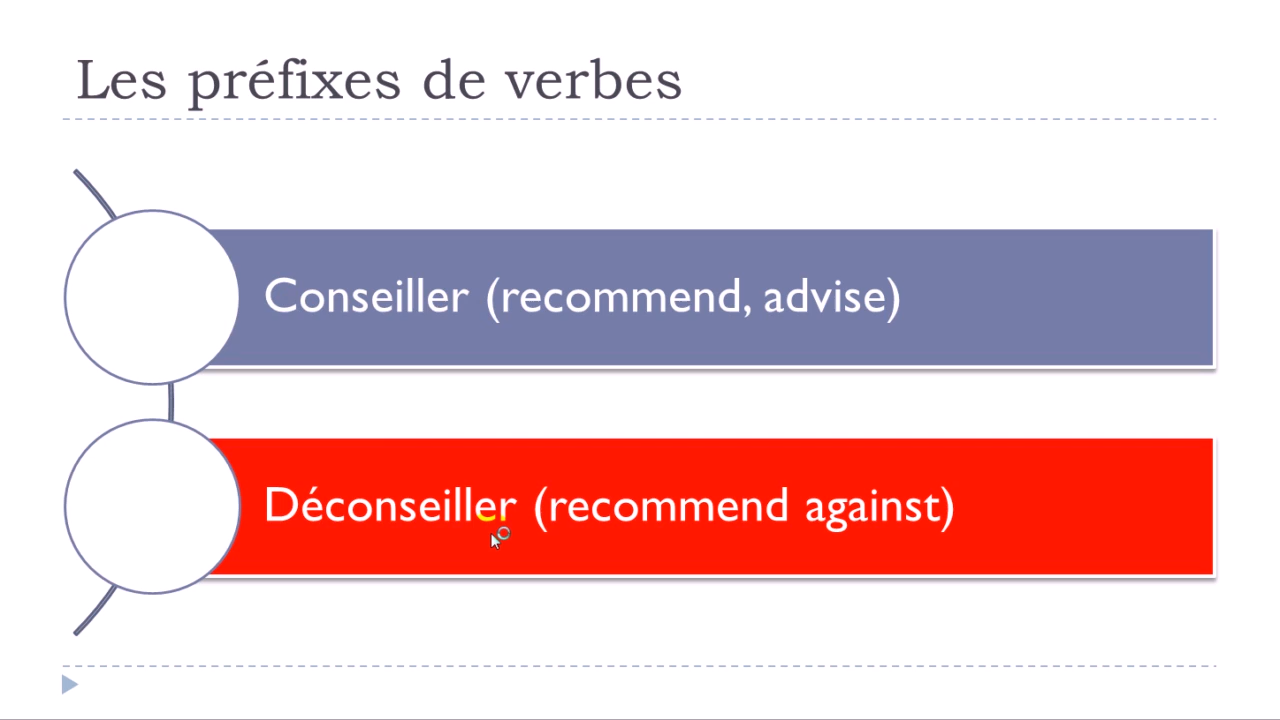 Les préfixes de verbes
Conseiller (recommend, advise)
Déconseiller (recommend against)